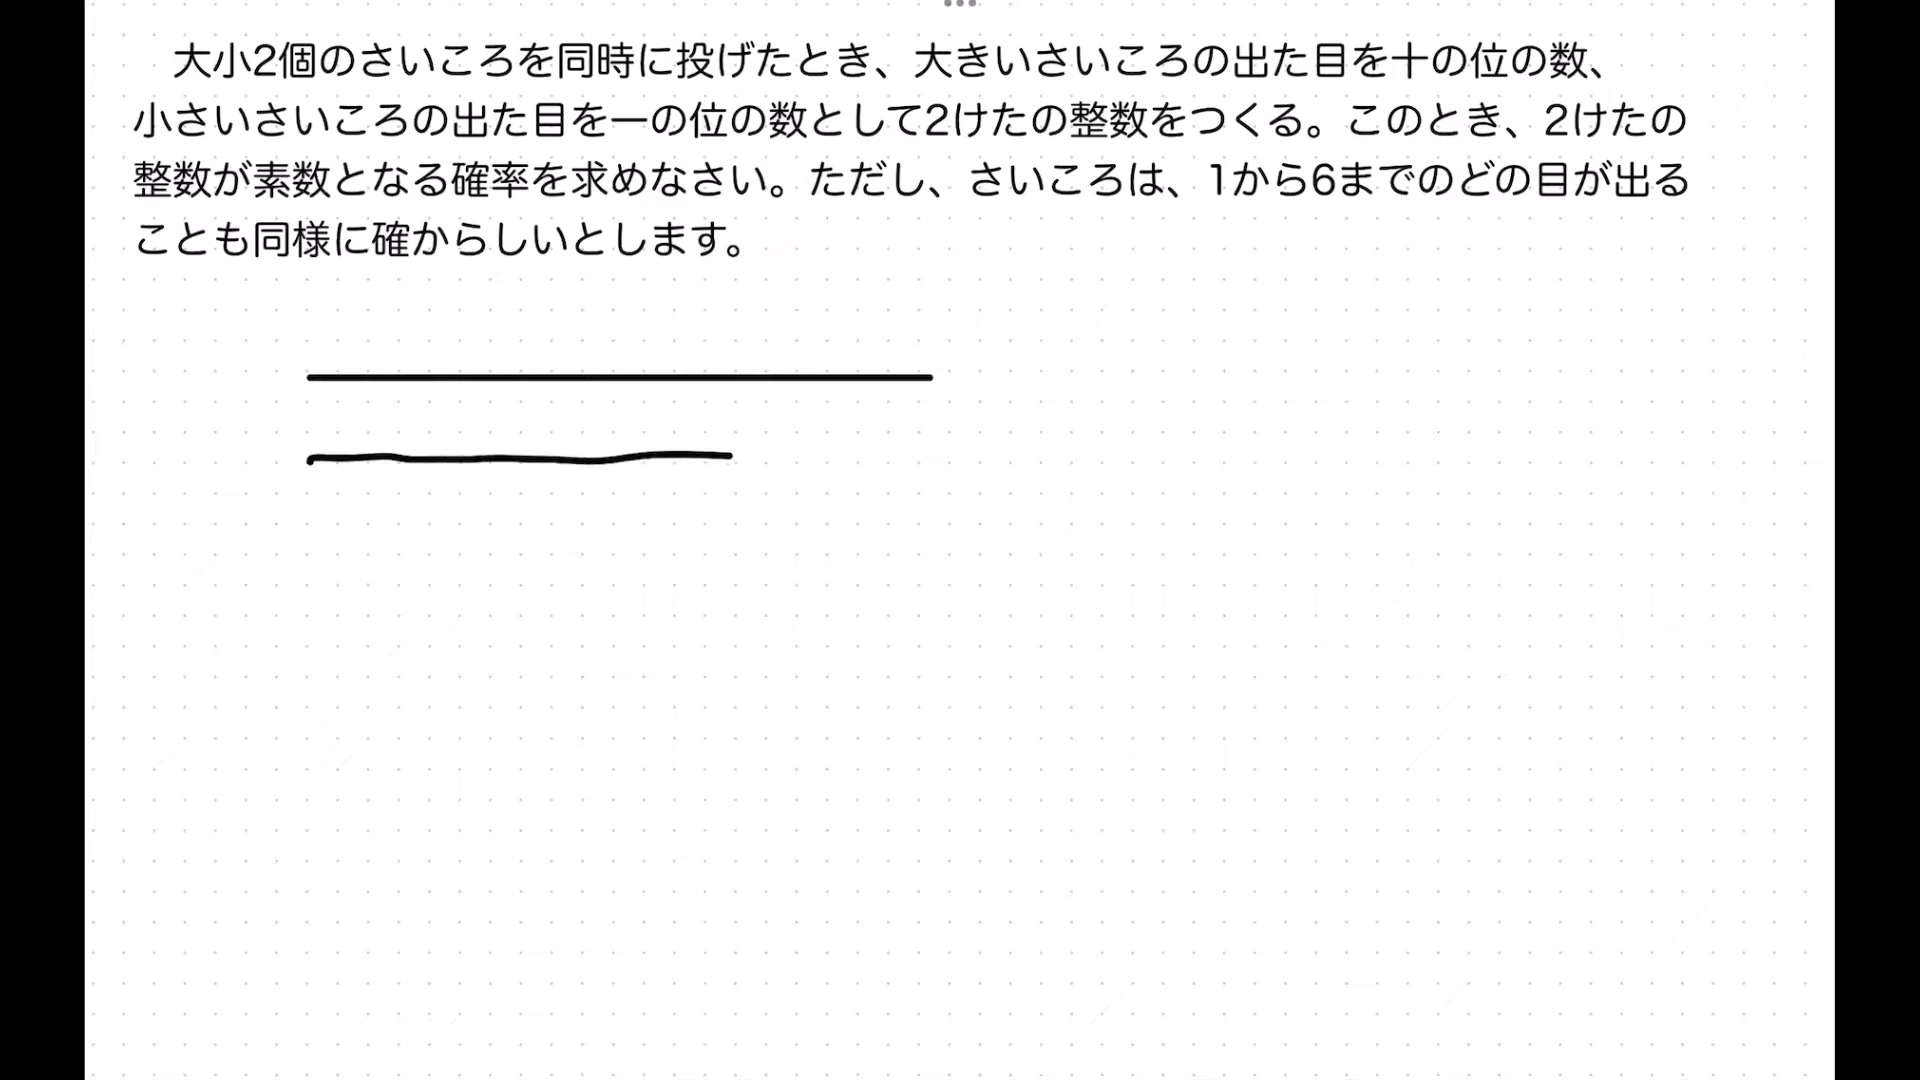 大小2個のさいころを同時に投げたとき、大きいさいころの出た目を十の位の数、
小さいさいころの出た目を一の位の数として2けたの整数をつくる。このとき、2けたの
整数が素数となる確率を求めなさい。ただし、さいころは、1から6までのどの目が出る
ことも同様に確からしいとします。